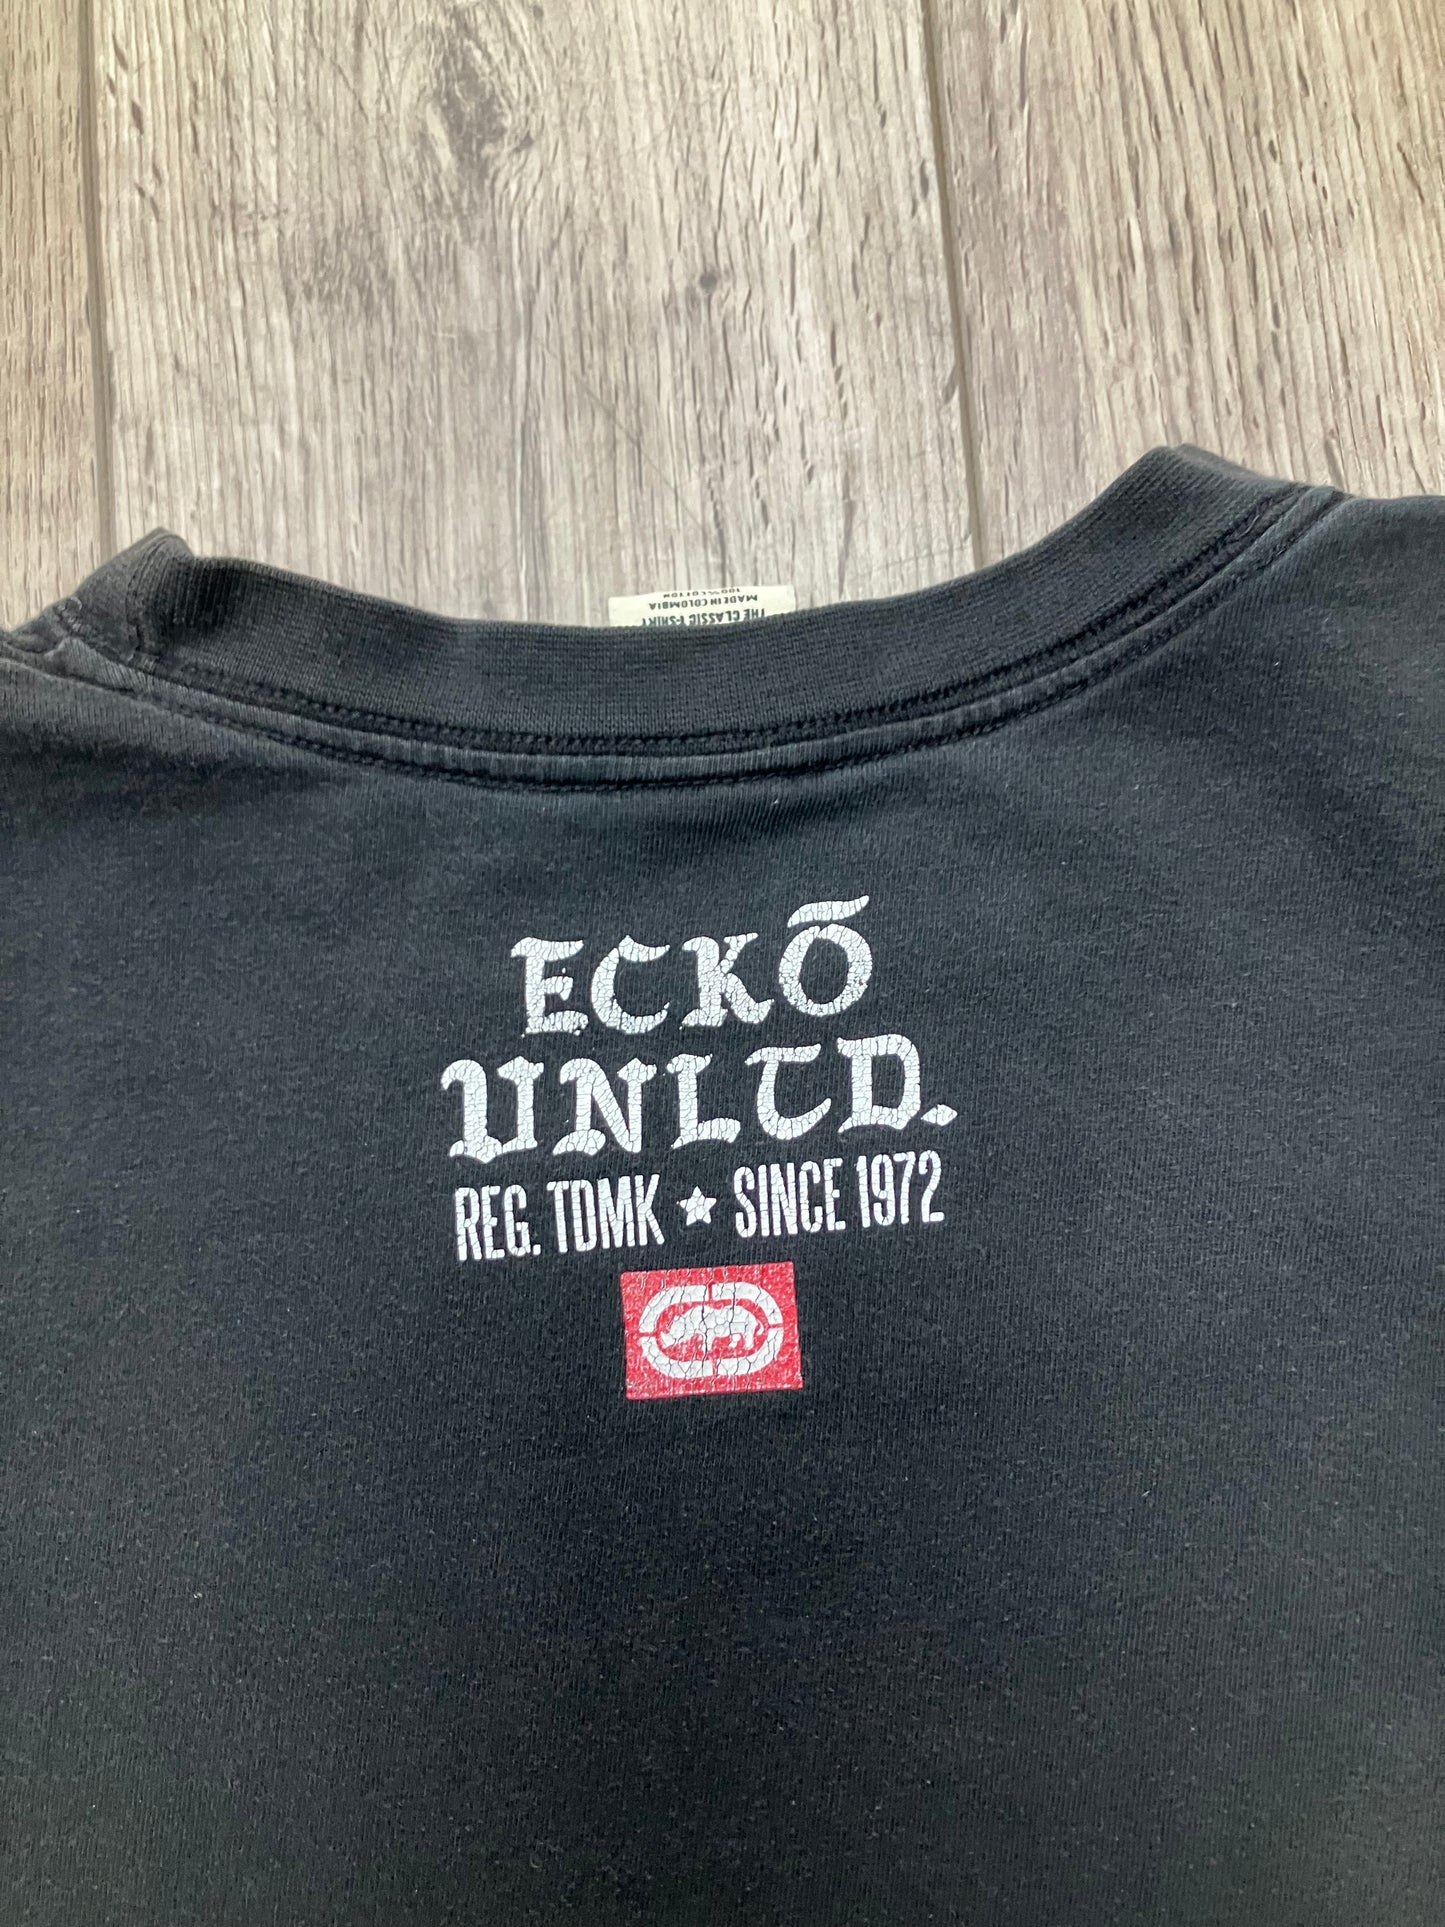 THE CLASSIC T-SHIRT
MADE IN COLOMBIA
100% COTTON
ECKŌ
UNLTD.
REG. TDMK ★ SINCE 1972